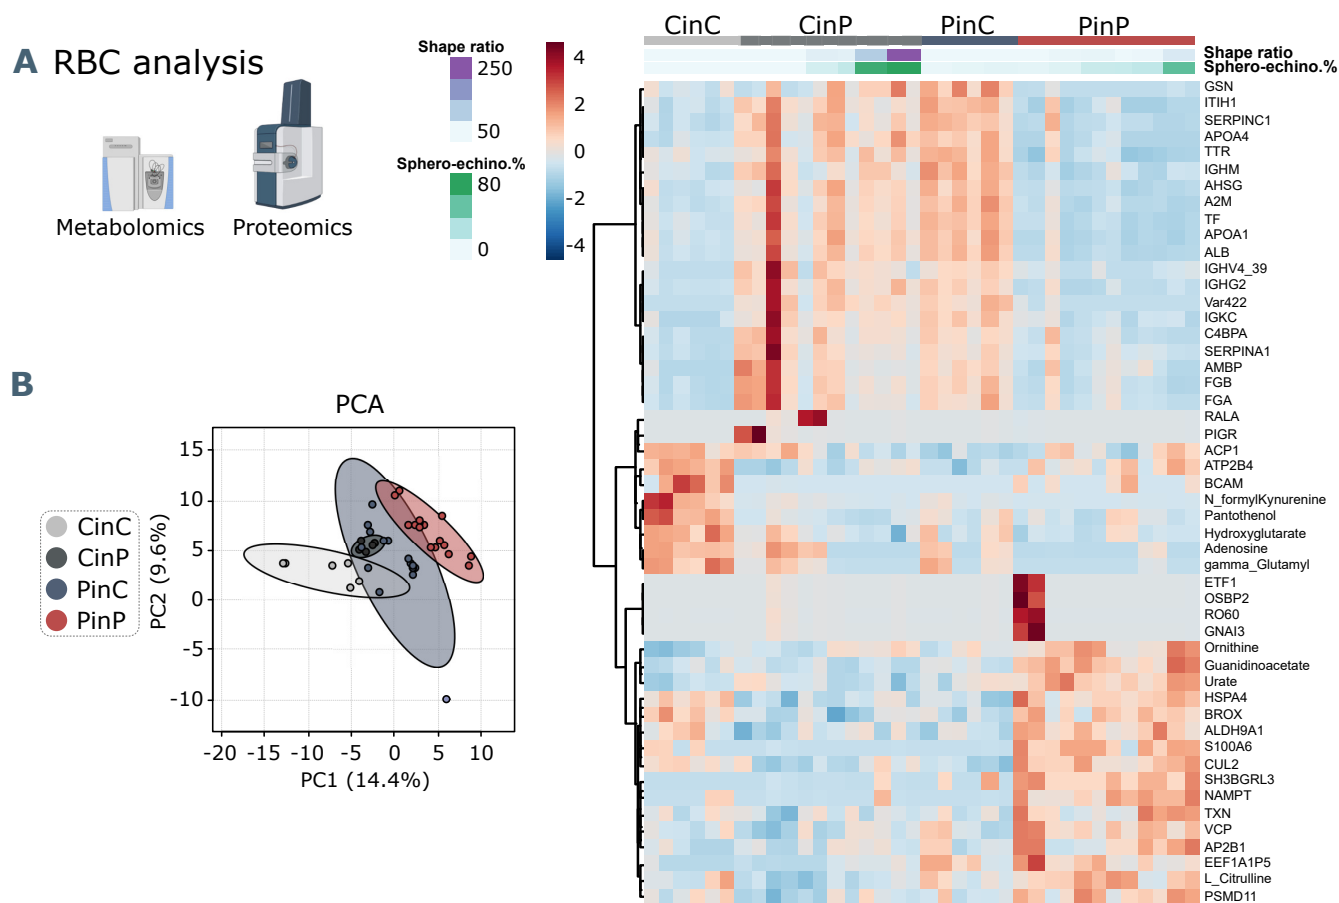 A RBC analysis
Metabolomics
Proteomics
Shape ratio
250
50
Sphero-echino.%
80
0
4
2
0
-2
-4
CinC
CinP
PinC
PinP
Shape ratio
Sphero-echino.%
GSN
ITIH1
SERPINC1
APOA4
TTR
IGHM
AHSG
A2M
TF
APOA1
ALB
IGHV4_39
IGHG2
Var422
IGKC
C4BPA
SERPINA1
AMBP
FGB
FGA
RALA
PIGR
ACP1
ATP2B4
BCAM
N_formylKynurenine
Pantothenol
Hydroxyglutarate
Adenosine
gamma_Glutamyl
ETF1
OSBP2
RO60
GNAI3
Ornithine
Guanidinoacetate
Urate
HSPA4
BROX
ALDH9A1
S100A6
CUL2
SH3BGRL3
NAMPT
TXN
VCP
AP2B1
EEF1A1P5
L_Citrulline
PSMD11
B
PCA
CinC
CinP
PinC
PinP
PC2 (9.6%)
15
10
5
0
-5
-10
-20
-15
-10
-5
0
5
10
PC1 (14.4%)